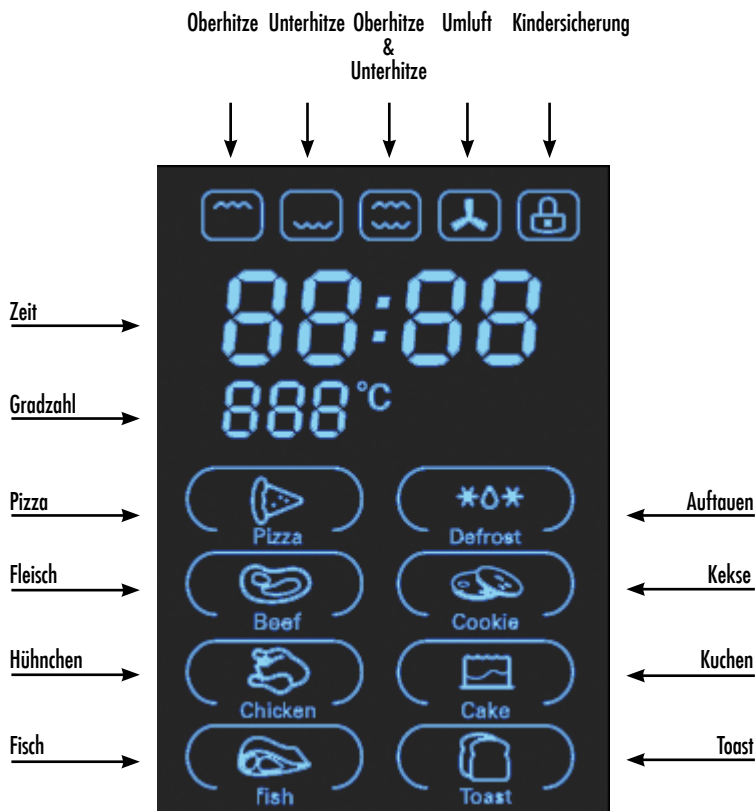 Oberhitze Unterhitze Oberhitze & Unterhitze Umluft Kindersicherung
Zeit
88:88
Gradzahl
888 °C
Pizza
Pizza
Defrost
Auftauen
Fleisch
Beef
Cookie
Kekse
Hühnchen
Chicken
Cake
Kuchen
Fisch
Fish
Toast
Toast